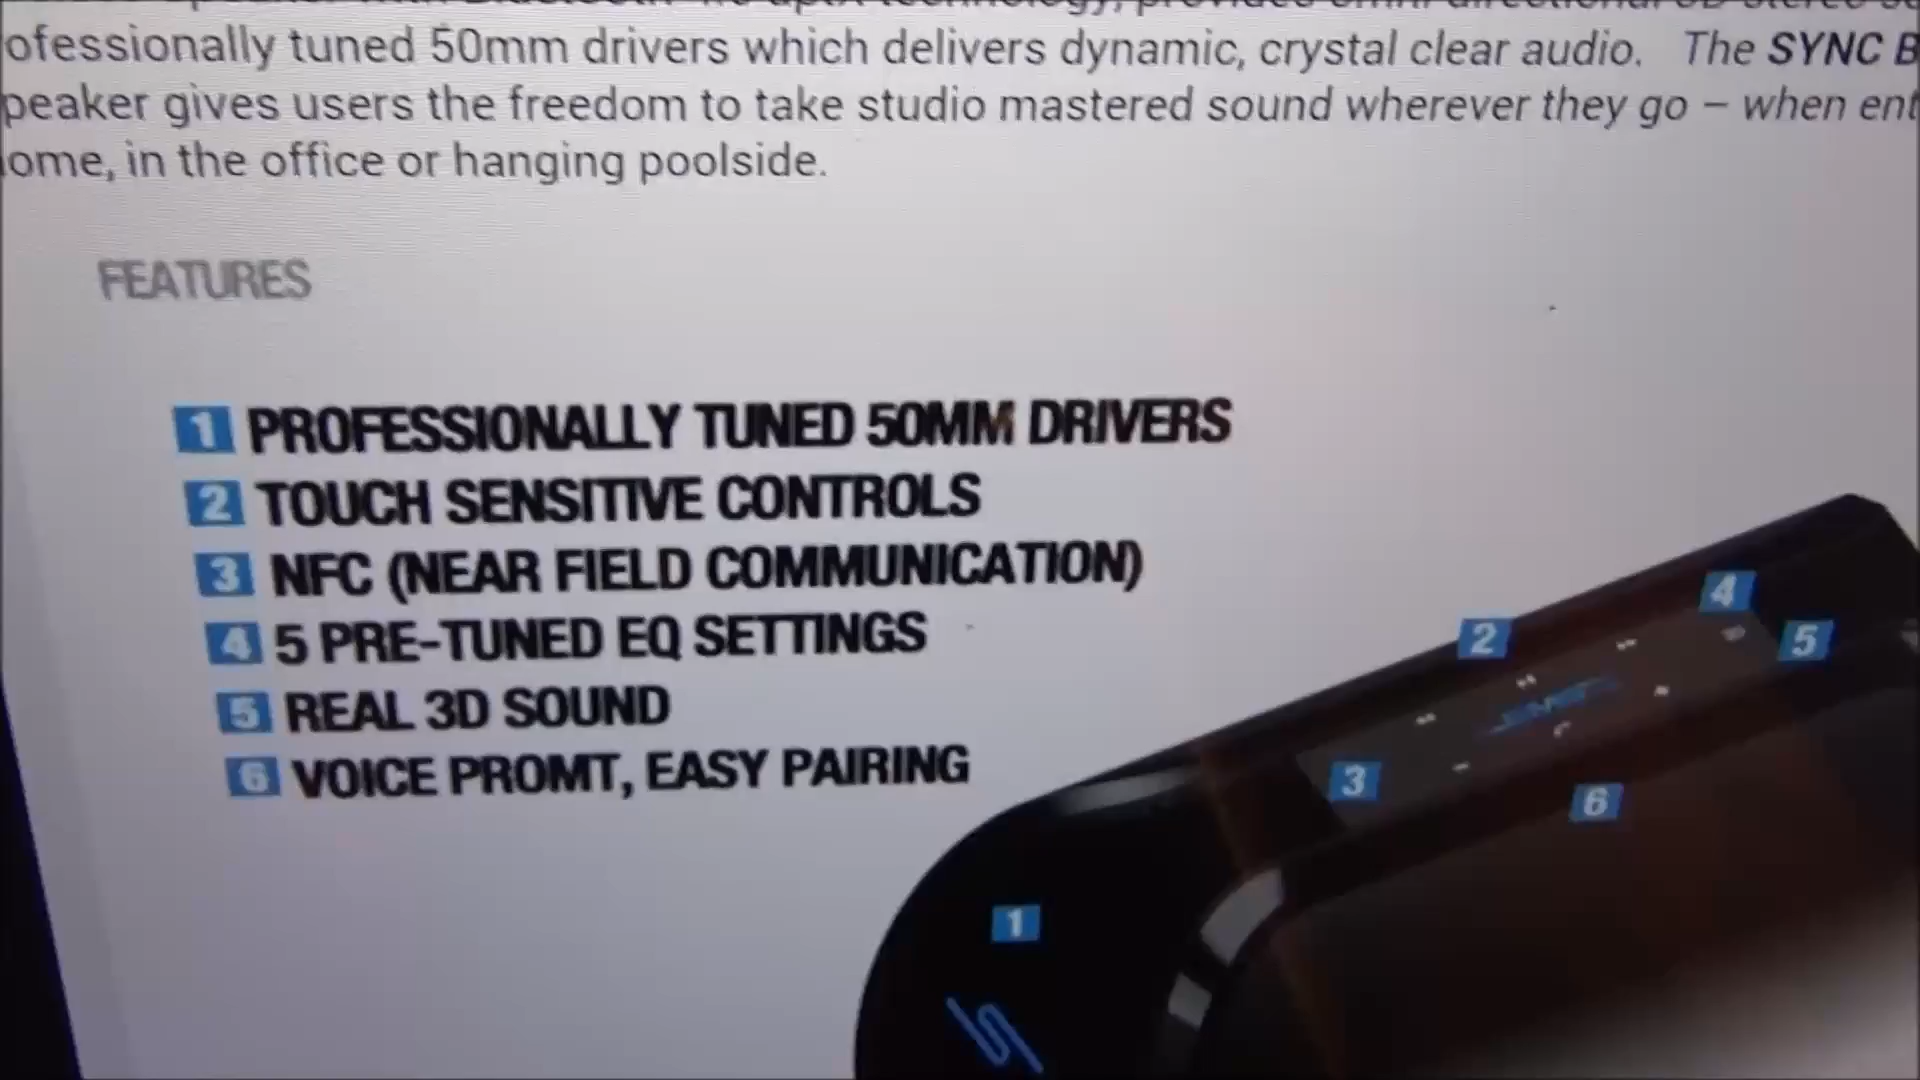 ofessionally tuned 50mm drivers which delivers dynamic, crystal clear audio. The SYNC B
peaker gives users the freedom to take studio mastered sound wherever they go – when ent
ome, in the office or hanging poolside.
FEATURES
1 PROFESSIONALLY TUNED 50MM DRIVERS
2 TOUCH SENSITIVE CONTROLS
3 NFC (NEAR FIELD COMMUNICATION)
4 5 PRE-TUNED EQ SETTINGS
5 REAL 3D SOUND
6 VOICE PROMT, EASY PAIRING
4
2
5
3
6
1